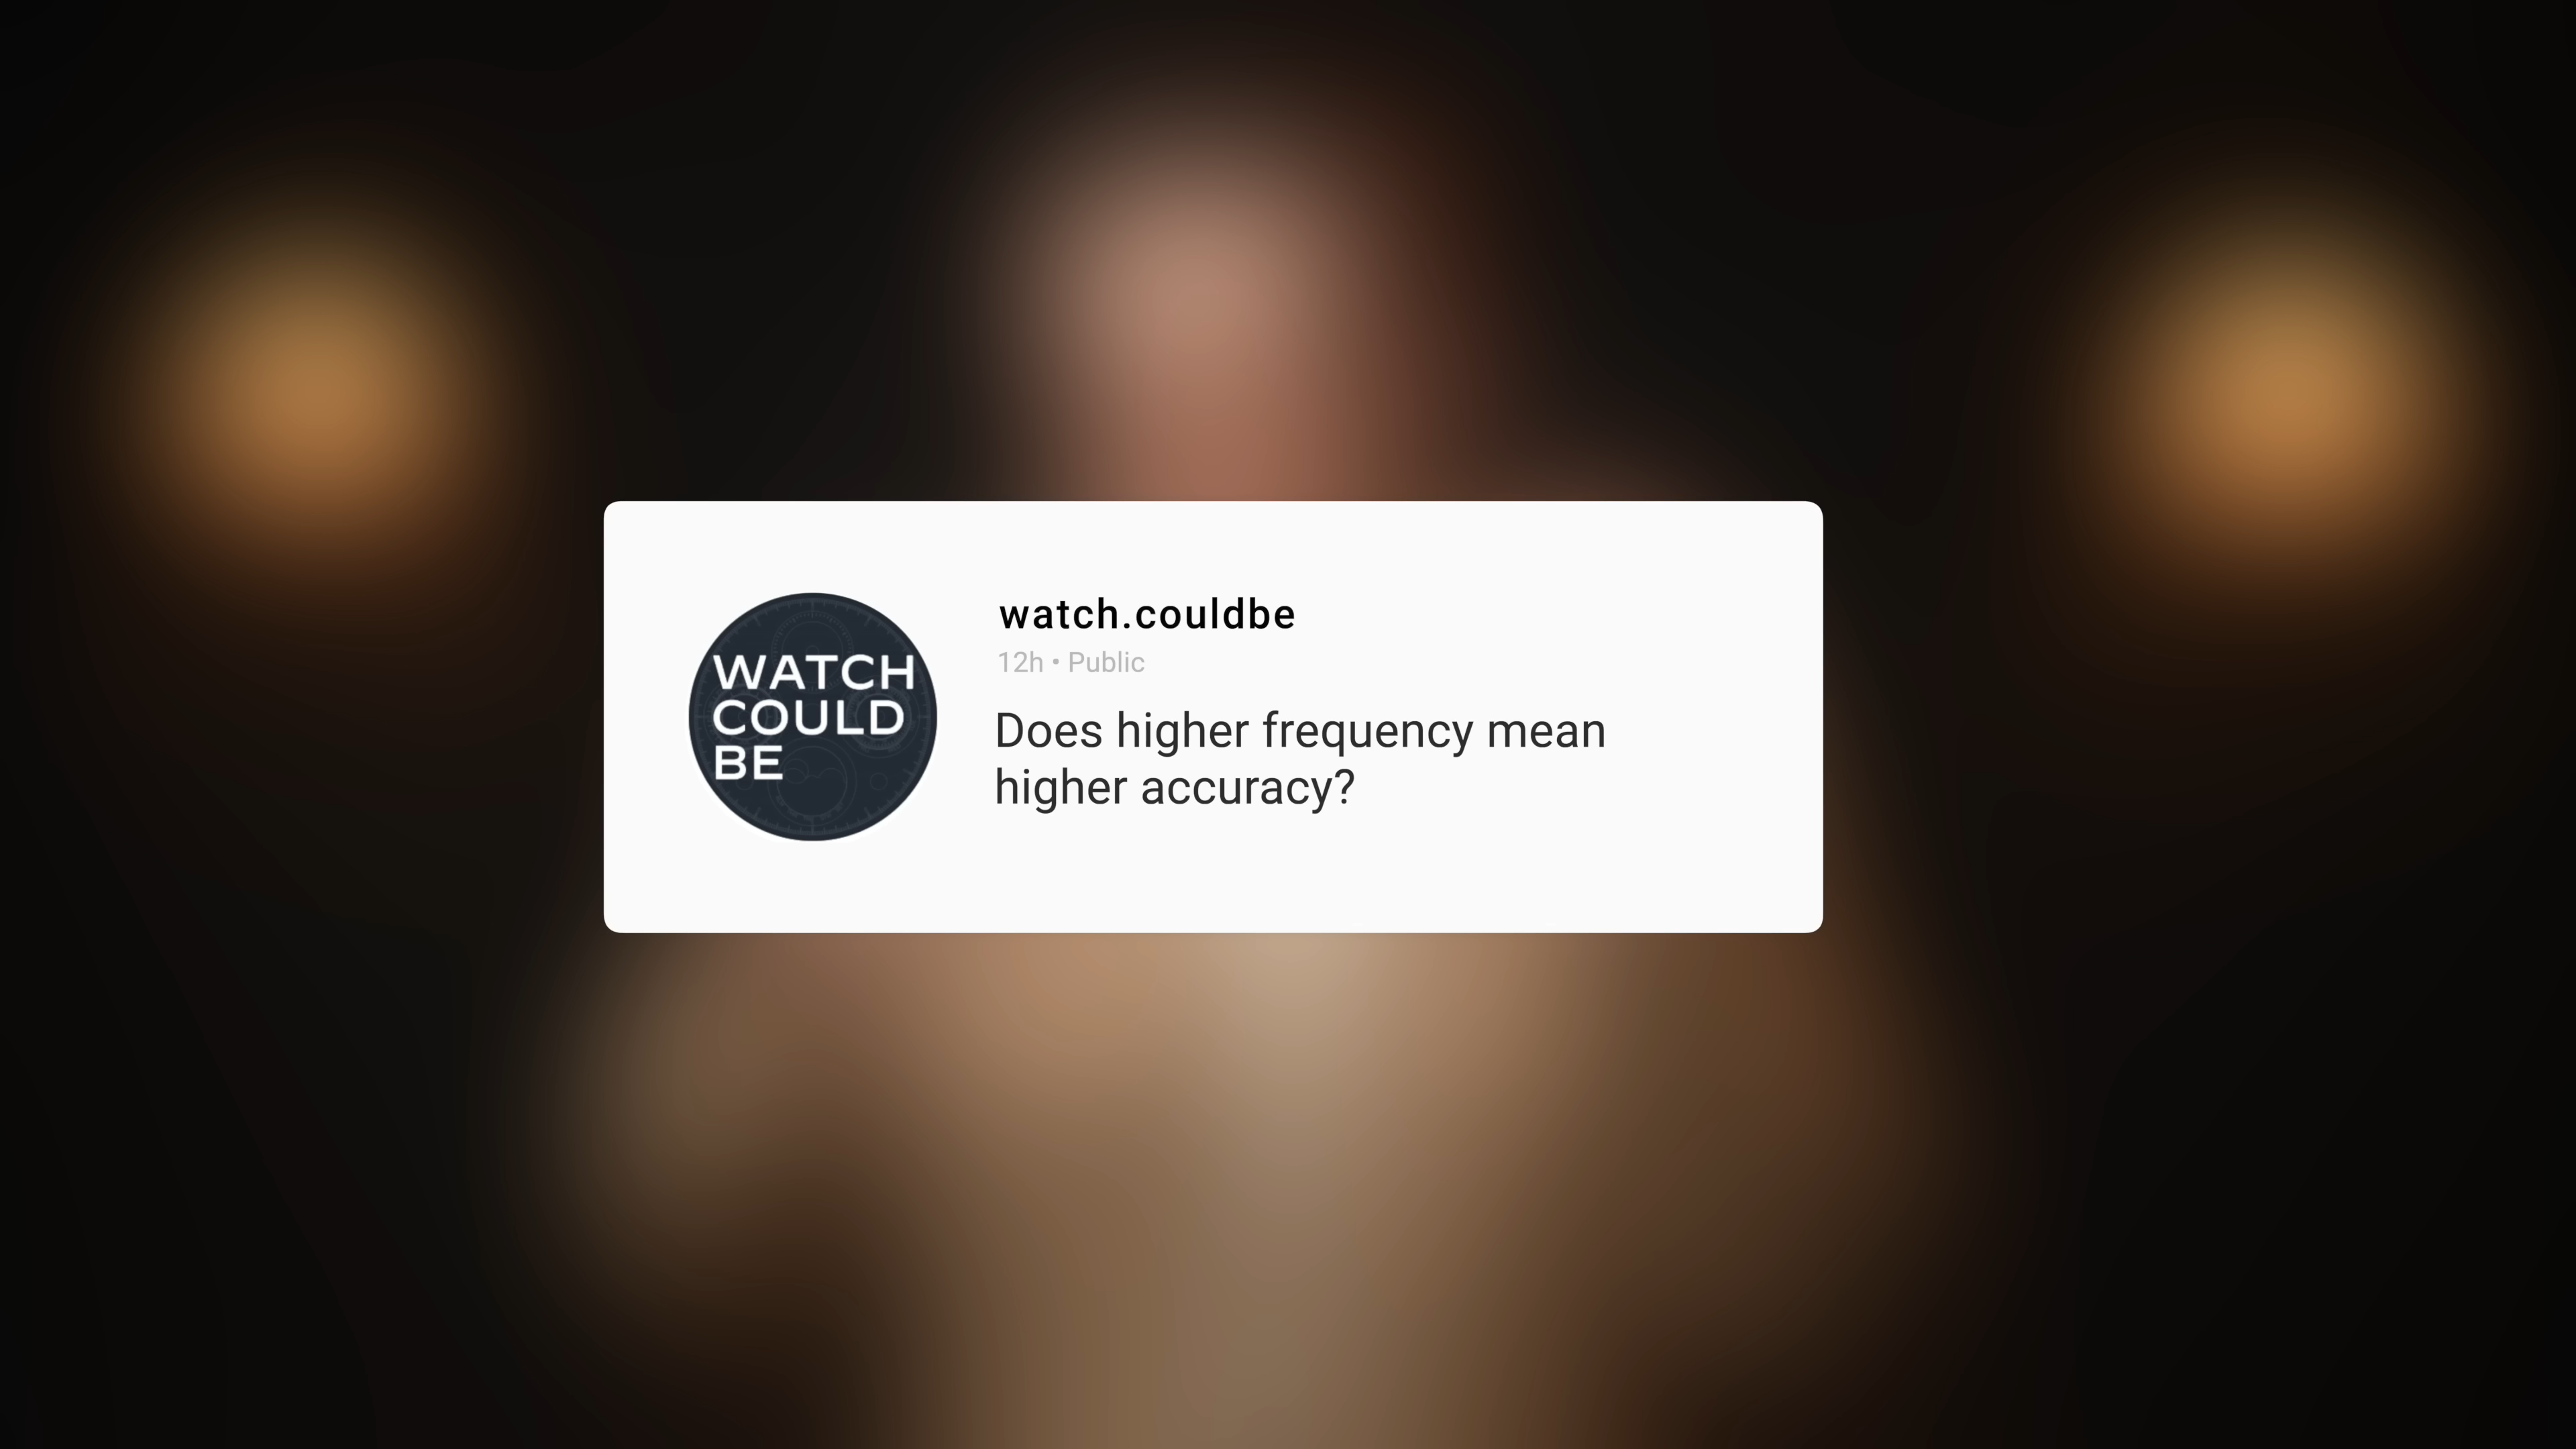 WATCH
COULD
BE
watch.couldbe
12h • Public
Does higher frequency mean
higher accuracy?